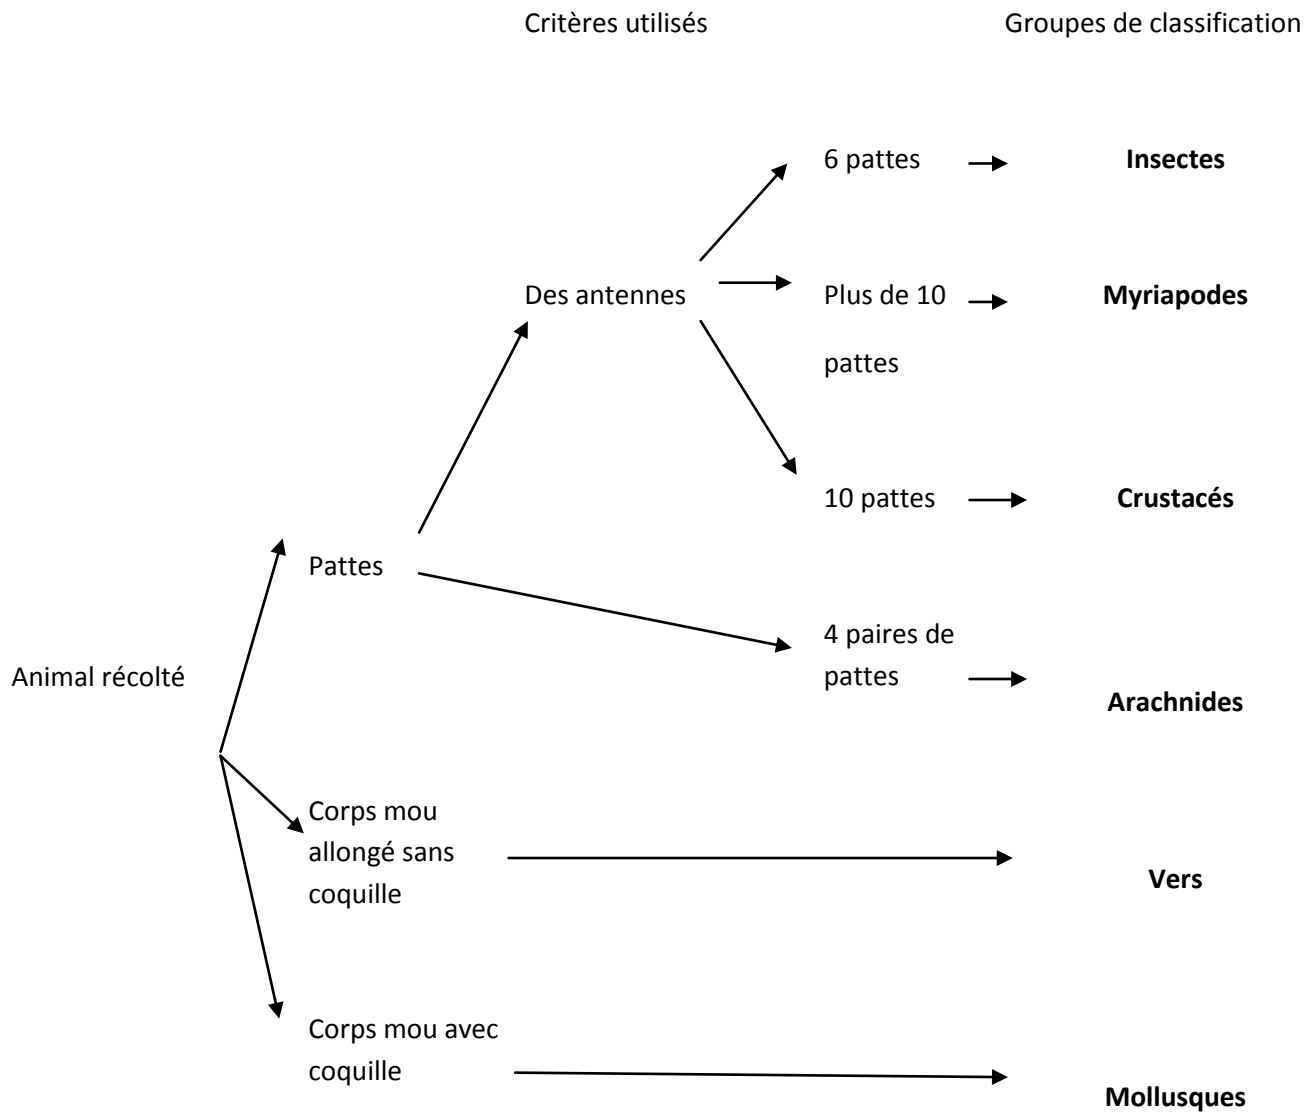 Critères utilisés
Groupes de classification
6 pattes
Insectes
Des antennes
Plus de 10
pattes
Myriapodes
10 pattes
Crustacés
Pattes
4 paires de
pattes
Arachnides
Animal récolté
Corps mou
allongé sans
coquille
Vers
Corps mou avec
coquille
Mollusques